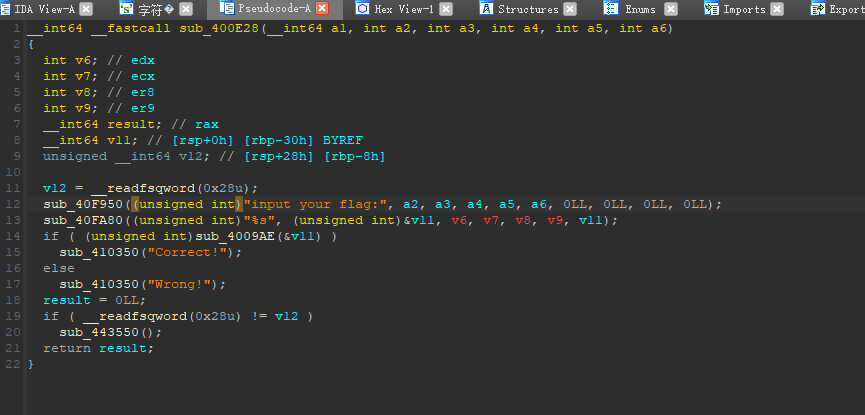 IDA View-A 字符 Pseudocode-A Hex View-1 Structures Enums Imports Export
1 __int64 __fastcall sub_400E28(__int64 a1, int a2, int a3, int a4, int a5, int a6)
2 {
3 int v6; // edx
4 int v7; // ecx
5 int v8; // er8
6 int v9; // er9
7 __int64 result; // rax
8 __int64 v11; // [rsp+0h] [rbp-30h] BYREF
9 unsigned __int64 v12; // [rsp+28h] [rbp-8h]
10
11 v12 = __readfsqword(0x28u);
12 sub_40F950((unsigned int)"input your flag:", a2, a3, a4, a5, a6, 0LL, 0LL, 0LL, 0LL);
13 sub_40FA80((unsigned int)"%s", (unsigned int)&v11, v6, v7, v8, v9, v11);
14 if ( (unsigned int)sub_4009AE(&v11) )
15 sub_410350("Correct!");
16 else
17 sub_410350("Wrong!");
18 result = 0LL;
19 if ( __readfsqword(0x28u) != v12 )
20 sub_443550();
21 return result;
22 }